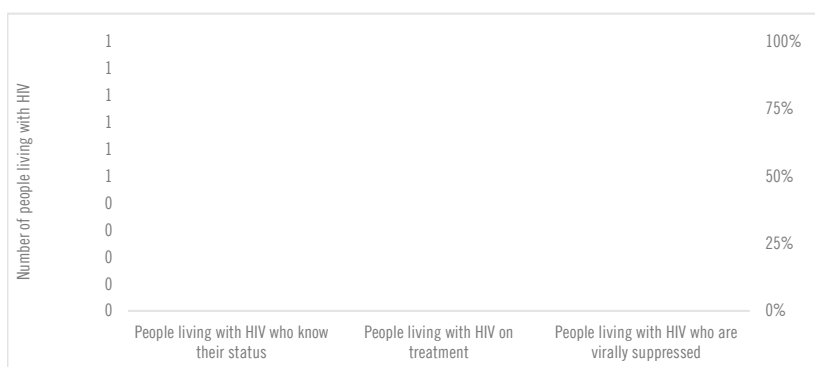 Number of people living with HIV
1
1
1
1
1
1
0
0
0
0
0
100%
75%
50%
25%
0%
People living with HIV who know
their status
People living with HIV on
treatment
People living with HIV who are
virally suppressed